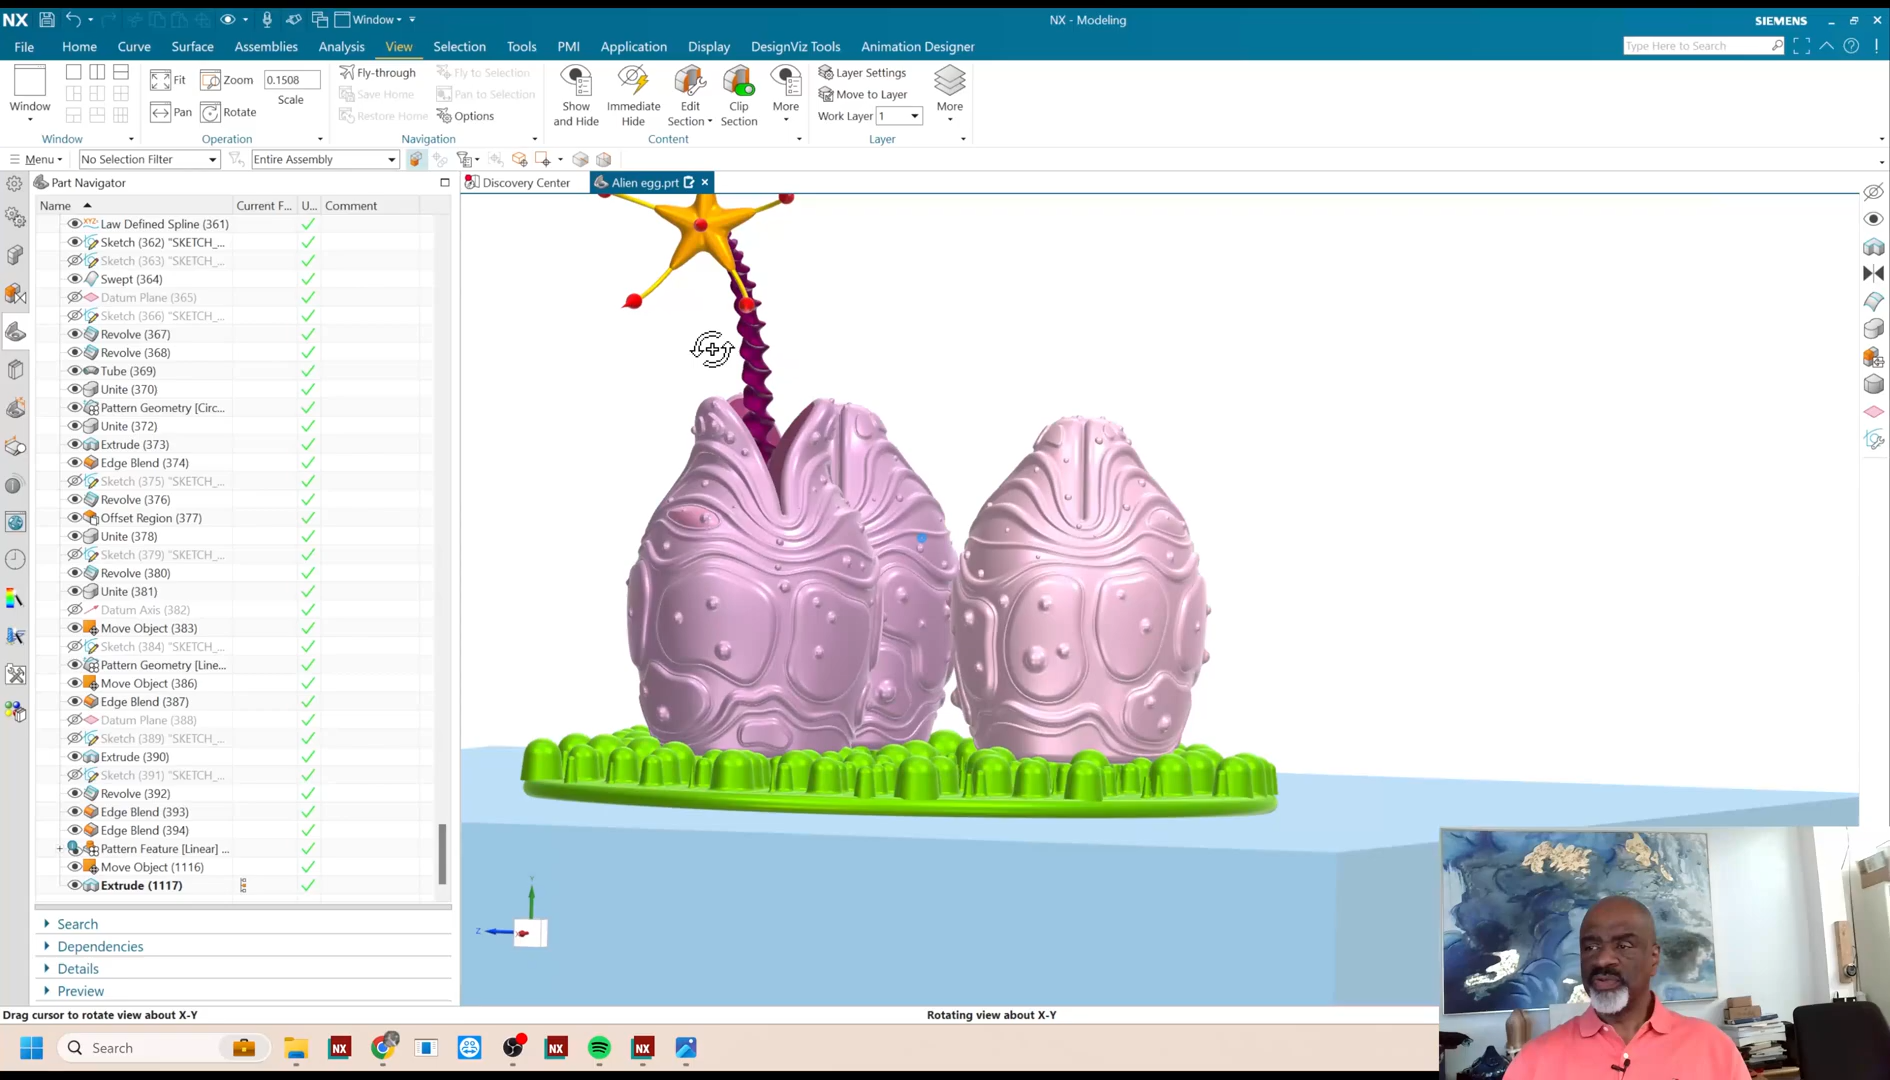 NX
Window
NX - Modeling
SIEMENS
File
Home
Curve
Surface
Assemblies
Analysis
View
Selection
Tools
PMI
Application
Display
DesignViz Tools
Animation Designer
Type Here to Search
Window
Fit
Zoom
0.1508
Pan
Rotate
Scale
Fly-through
Fly to Selection
Save Home
Pan to Selection
Restore Home
Options
Show and Hide
Immediate Hide
Edit Section
Clip Section
More
Layer Settings
Move to Layer
Work Layer 1
More
Window
Operation
Navigation
Content
Layer
Menu
No Selection Filter
Entire Assembly
Part Navigator
Discovery Center
Alien egg.prt
Name
Current F...
U...
Comment
Law Defined Spline (361)
Sketch (362) "SKETCH_...
Sketch (363) "SKETCH_...
Swept (364)
Datum Plane (365)
Sketch (366) "SKETCH_...
Revolve (367)
Revolve (368)
Tube (369)
Unite (370)
Pattern Geometry [Circ...
Unite (372)
Extrude (373)
Edge Blend (374)
Sketch (375) "SKETCH_...
Revolve (376)
Offset Region (377)
Unite (378)
Sketch (379) "SKETCH_...
Revolve (380)
Unite (381)
Datum Axis (382)
Move Object (383)
Sketch (384) "SKETCH_...
Pattern Geometry [Line...
Move Object (386)
Edge Blend (387)
Datum Plane (388)
Sketch (389) "SKETCH_...
Extrude (390)
Sketch (391) "SKETCH_...
Revolve (392)
Edge Blend (393)
Edge Blend (394)
Pattern Feature [Linear] ...
Move Object (1116)
Extrude (1117)
Search
Dependencies
Details
Preview
Y
Z
Drag cursor to rotate view about X-Y
Rotating view about X-Y
Search
NX
NX
NX